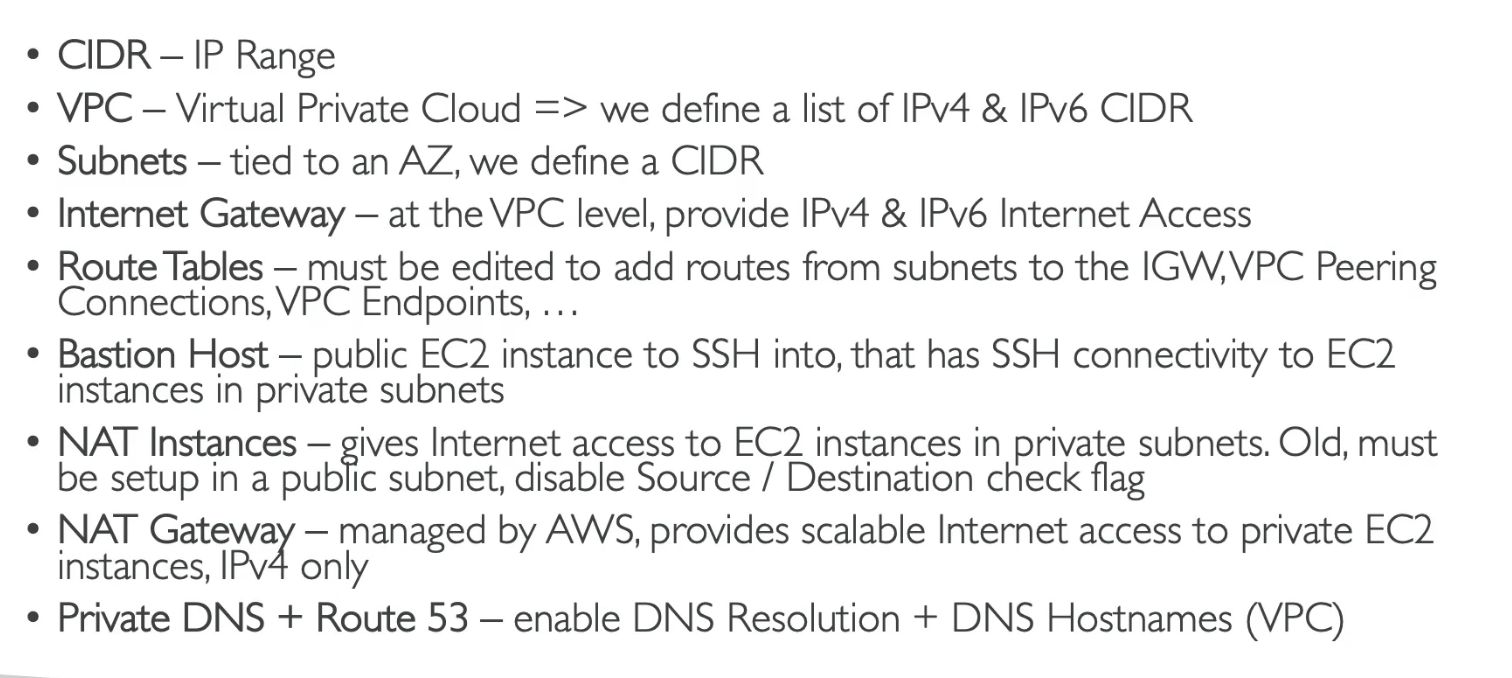 • CIDR – IP Range
• VPC – Virtual Private Cloud => we define a list of IPv4 & IPv6 CIDR
• Subnets – tied to an AZ, we define a CIDR
• Internet Gateway – at the VPC level, provide IPv4 & IPv6 Internet Access
• Route Tables – must be edited to add routes from subnets to the IGW, VPC Peering
Connections, VPC Endpoints, …
• Bastion Host – public EC2 instance to SSH into, that has SSH connectivity to EC2
instances in private subnets
• NAT Instances – gives Internet access to EC2 instances in private subnets. Old, must
be setup in a public subnet, disable Source / Destination check flag
• NAT Gateway – managed by AWS, provides scalable Internet access to private EC2
instances, IPv4 only
• Private DNS + Route 53 – enable DNS Resolution + DNS Hostnames (VPC)